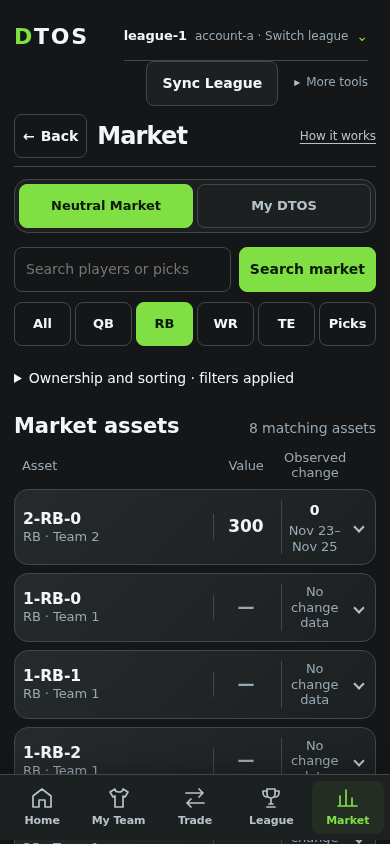 DTOS
league-1 account-a · Switch league
Sync League
▸ More tools
← Back
Market
How it works
Neutral Market
My DTOS
Search players or picks
Search market
All
QB
RB
WR
TE
Picks
▶ Ownership and sorting · filters applied
Market assets
8 matching assets
Asset
Value
Observed
change
2-RB-0
RB · Team 2
300
0
Nov 23–
Nov 25
1-RB-0
RB · Team 1
—
No
change
data
1-RB-1
RB · Team 1
—
No
change
data
1-RB-2
RB · Team 1
—
No
change
Home
My Team
Trade
League
Market